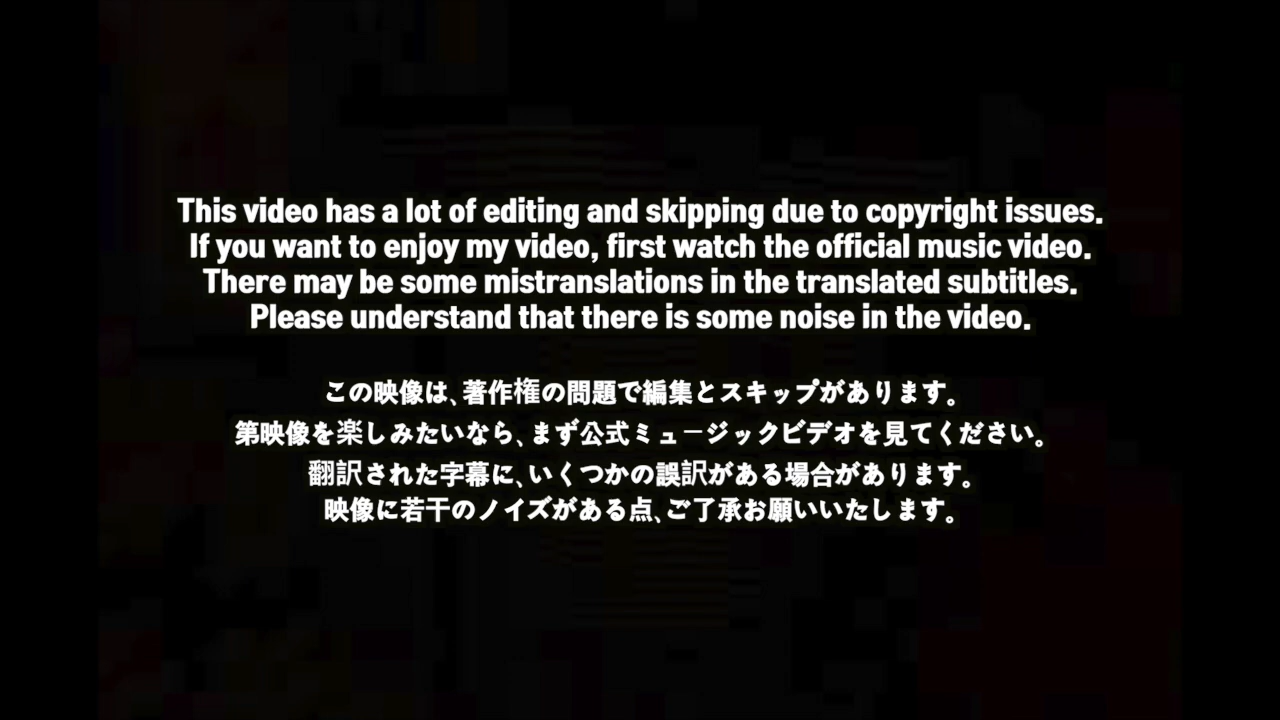 This video has a lot of editing and skipping due to copyright issues.
If you want to enjoy my video, first watch the official music video.
There may be some mistranslations in the translated subtitles.
Please understand that there is some noise in the video.
この映像は、著作権の問題で編集とスキップがあります。
第映像を楽しみたいなら、まず公式ミュージックビデオを見てください。
翻訳された字幕に、いくつかの誤訳がある場合があります。
映像に若干のノイズがある点、ご了承お願いいたします。